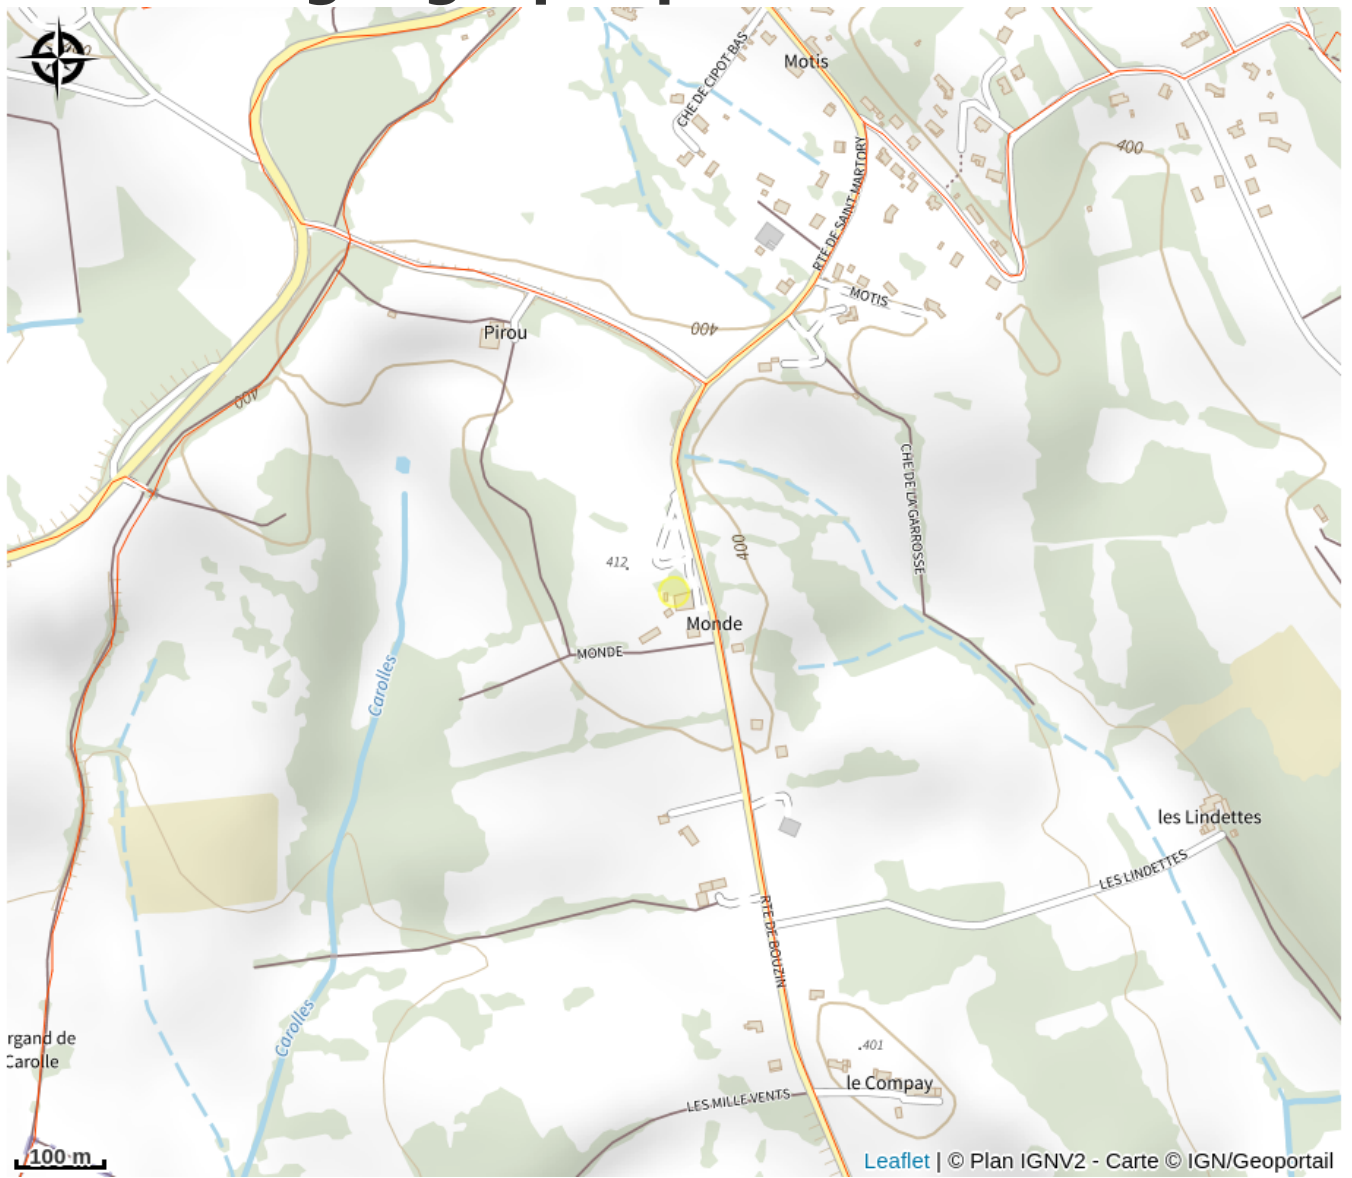 400
Motis
CHE DE CIPOT BAS
400
RTE DE SAINT MARTORY
MOTIS
Pirou
400
400
CHE DE LA GARROSSE
400
412
Monde
MONDE
Carolles
les Lindettes
LES LINDETTES
RTE DE BOUZIN
Carolles
rgand de
Carolle
401
le Compay
LES MILLE VENTS
100 m
Leaflet | © Plan IGNV2 - Carte © IGN/Geoportail